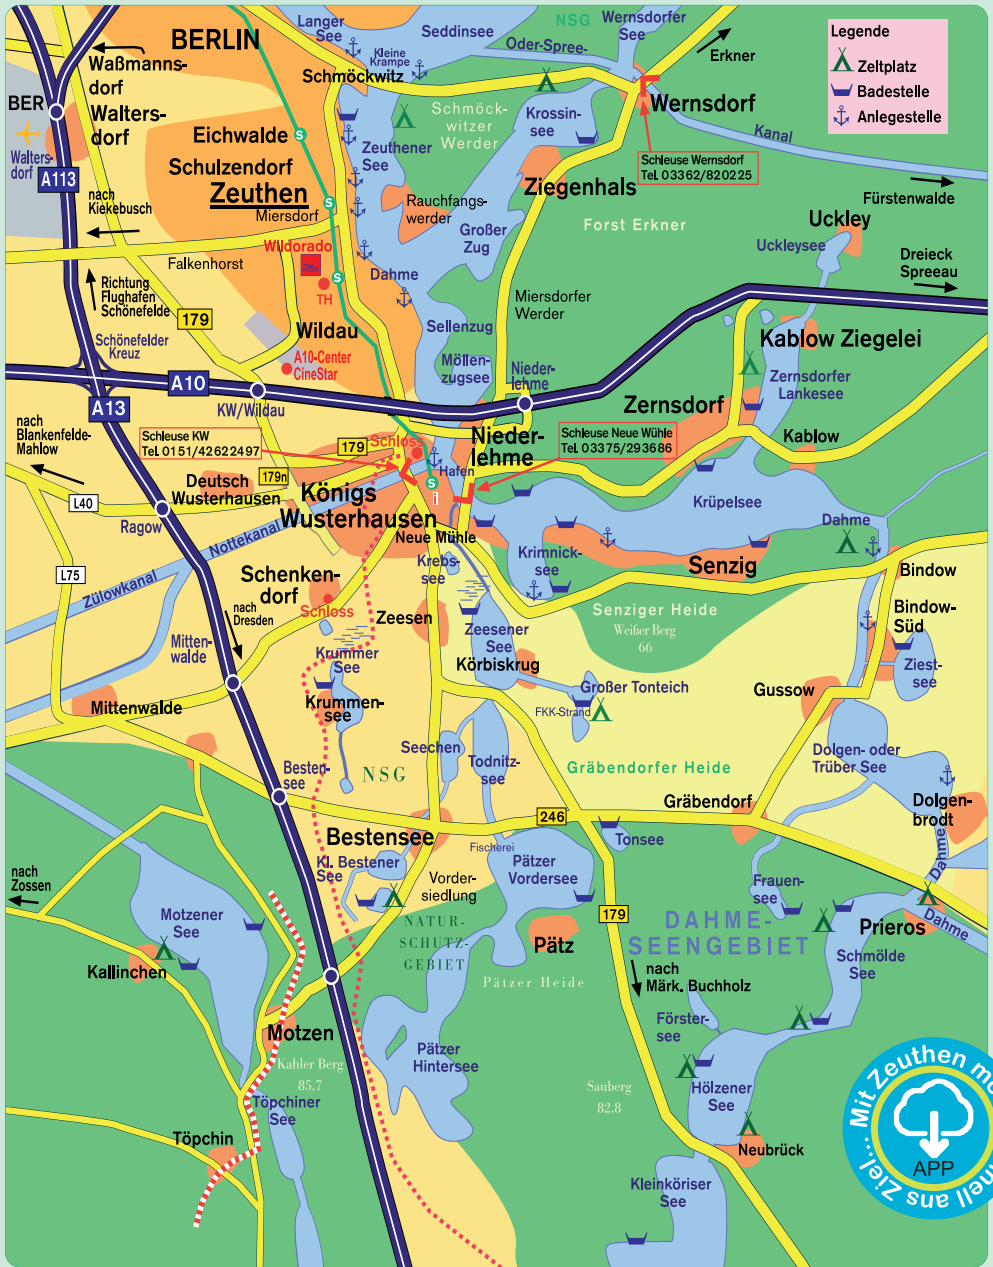 BERLIN
Langer
See
Seddinsee
NSG
Wernsdorfer
See
Oder-Spree-
Kleine
Krampe
Schmöckwitz
Erkner
Legende
Zeltplatz
Badestelle
Anlegestelle
Waßmanns-
dorf
BER
Walters-
dorf
Walters-
dorf
A113
Eichwalde
S
Schulzendorf
Zeuthen
Miersdorf
S
Zeuthener
See
Schmöck-
witzer
Werder
Krossin-
see
Wernsdorf
Kanal
Schleuse Wernsdorf
Tel. 03362/820225
Ziegenhals
Fürstenwalde
nach
Kiekebusch
Rauchfangs-
werder
Großer
Zug
Forst Erkner
Uckley
Uckleysee
Dreieck
Spreeau
Falkenhorst
Wildorado
TH
S
Dahme
Richtung
Flughafen
Schönefelde
179
Miersdorfer
Werder
Wildau
Sellenzug
Schönefelder
Kreuz
A10-Center
CineStar
Möllen-
zugsee
Nieder-
lehme
Kablow Ziegelei
A10
KW/Wildau
A13
Zernsdorfer
Lankesee
Zernsdorf
nach
Blankenfelde-
Mahlow
Schleuse KW
Tel. 0151/42622497
179
Schloss
Nieder-
lehme
Schleuse Neue Wühle
Tel. 03375/293686
Kablow
Hafen
179n
Deutsch
Wusterhausen
Königs
Wusterhausen
S
i
L40
Ragow
Krüpelsee
Dahme
Nottekanal
Neue Mühle
Krebs-
see
Krimnick-
see
Senzig
Bindow
L75
Zülowkanal
Schenken-
dorf
Schloss
nach
Dresden
Zeesen
Zeesener
See
Senziger Heide
Weißer Berg
66
Bindow-
Süd
Mitten-
walde
Krummer
See
Körbiskrug
Ziest-
see
Großer Tonteich
Gussow
FKK-Strand
Mittenwalde
Krummen-
see
Seechen
Todnitz-
see
Dolgen- oder
Trüber See
Besten-
see
NSG
Gräbendorfer Heide
Gräbendorf
Dolgen-
brodt
246
Bestensee
Fischerei
Tonsee
Kl. Bestener
See
Pätzer
Vordersee
Dahme
nach
Zossen
Vorder-
siedlung
Frauen-
see
Motzener
See
NATUR-
SCHUTZ-
GEBIET
179
DAHME-
SEENGEBIET
Prieros
Dahme
Pätz
Kallinchen
Schmölde
See
nach
Märk. Buchholz
Pätzer Heide
Förster-
see
Motzen
Pätzer
Hintersee
Kahler Berg
85,7
Sauberg
82,8
Hölzener
See
Töpchiner
See
Töpchin
Neubrück
Kleinköriser
See
Mit Zeuthen mo
APP
nell ans Ziel...